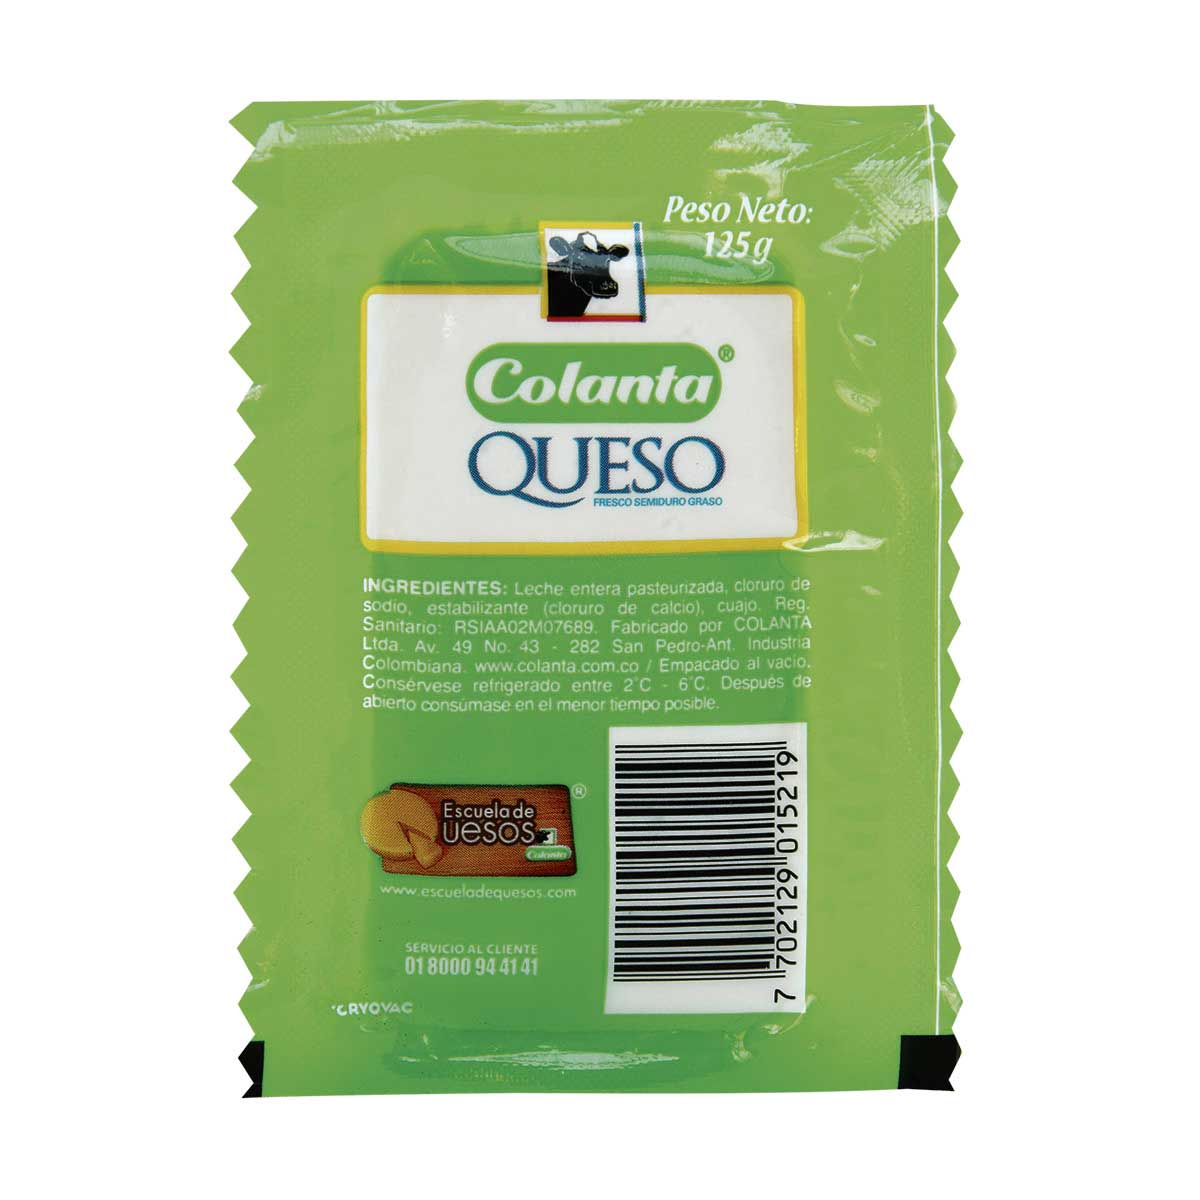 Peso Neto:
125g
Colanta®
QUESO
FRESCO SEMIDURO GRASO
INGREDIENTES: Leche entera pasteurizada, cloruro de
sodio, estabilizante (cloruro de calcio), cuajo. Reg.
Sanitario: RSIAA02M07689. Fabricado por COLANTA
Ltda. Av. 49 No. 43 - 282 San Pedro-Ant. Industria
Colombiana. www.colanta.com.co / Empacado al vacío.
Consérvese refrigerado entre 2°C - 6°C. Después de
abierto consúmase en el menor tiempo posible.
Escuela de
uesos
Colanta
®
www.escueladequesos.com
SERVICIO AL CLIENTE
01 8000 94 41 41
CRYOVAC
7 702129 015219